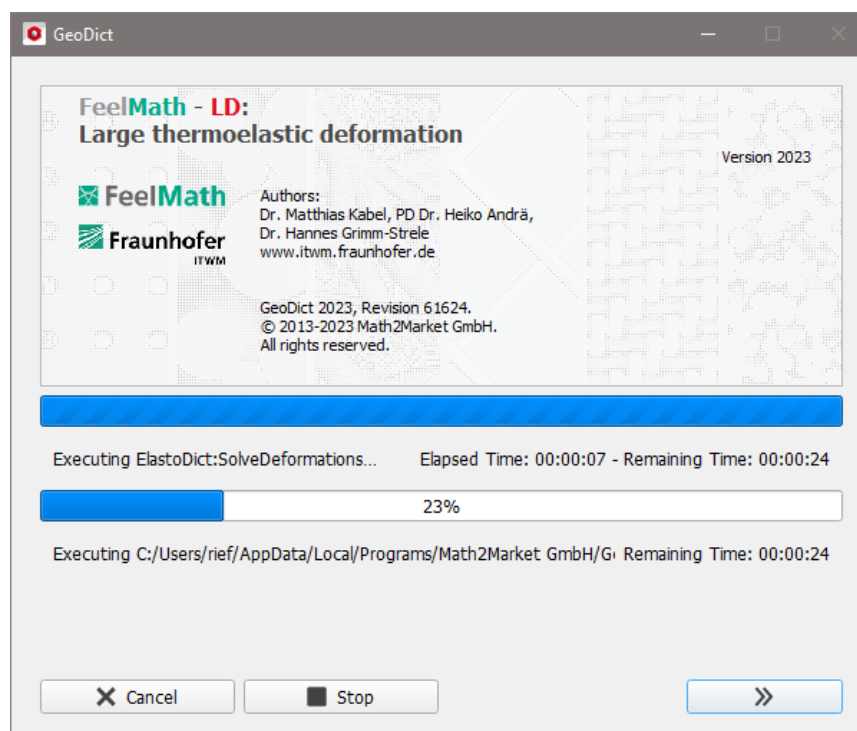 GeoDict
FeelMath - LD:
Large thermoelastic deformation
Version 2023
FeelMath
Fraunhofer
ITWM
Authors:
Dr. Matthias Kabel, PD Dr. Heiko Andrä,
Dr. Hannes Grimm-Strele
www.itwm.fraunhofer.de
GeoDict 2023, Revision 61624.
© 2013-2023 Math2Market GmbH.
All rights reserved.
Executing ElastoDict:SolveDeformations... Elapsed Time: 00:00:07 - Remaining Time: 00:00:24
23%
Executing C:/Users/rief/AppData/Local/Programs/Math2Market GmbH/G Remaining Time: 00:00:24
Cancel
Stop